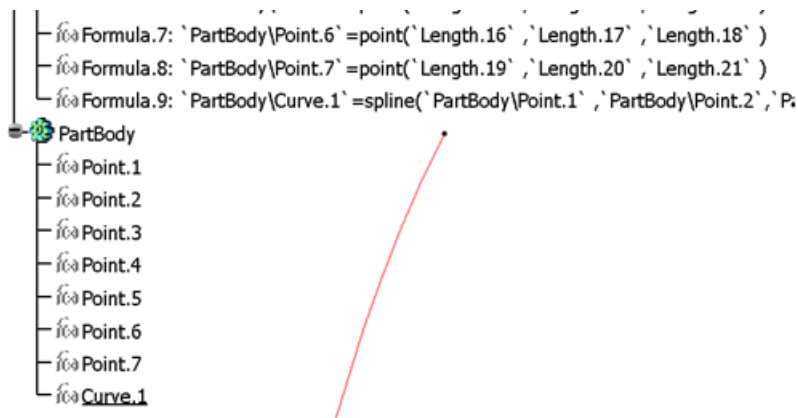 Formula.7: `PartBody\Point.6`=point(`Length.16` ,`Length.17` ,`Length.18` )
Formula.8: `PartBody\Point.7`=point(`Length.19` ,`Length.20` ,`Length.21` )
Formula.9: `PartBody\Curve.1`=spline(`PartBody\Point.1` ,`PartBody\Point.2`,`Pa
PartBody
Point.1
Point.2
Point.3
Point.4
Point.5
Point.6
Point.7
Curve.1